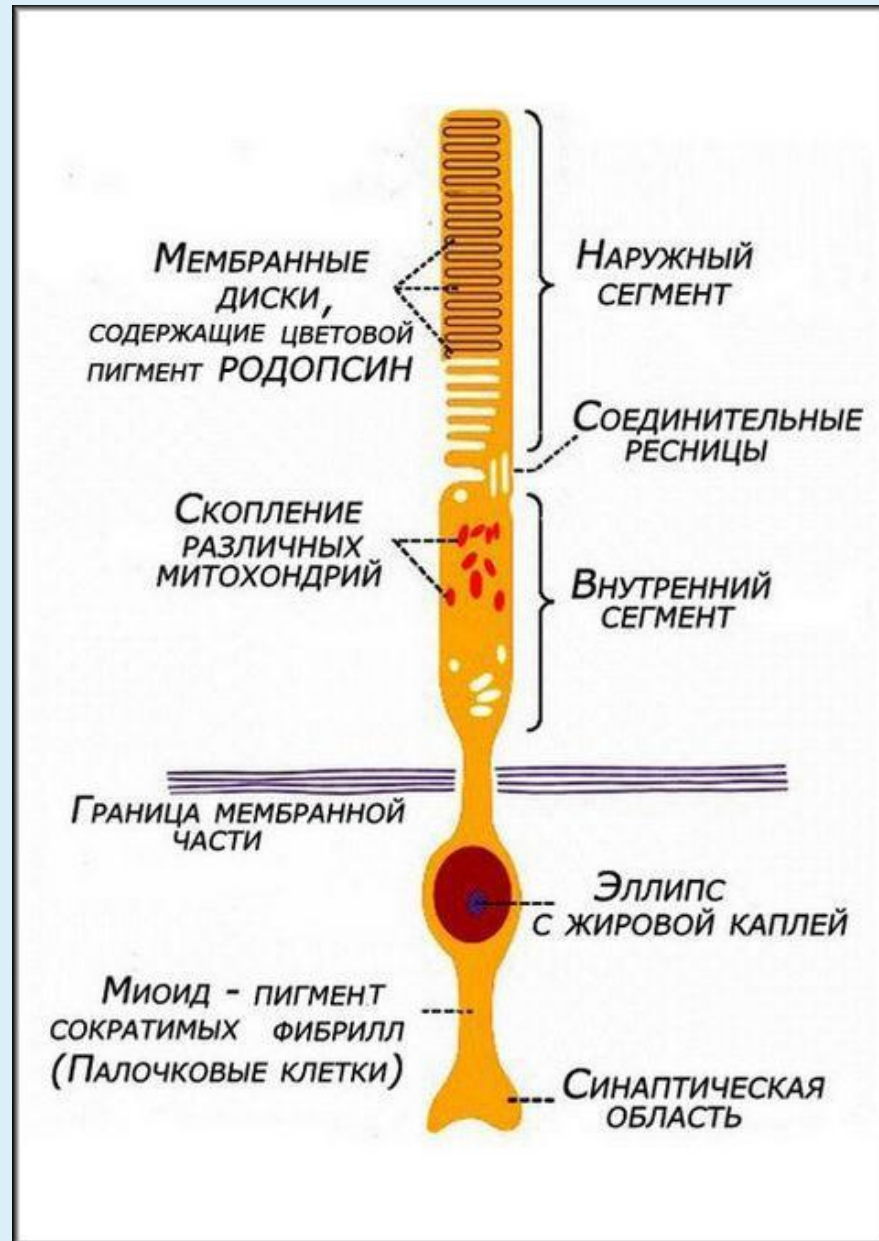 Мембранные
диски,
содержащие цветовой
пигмент РОДОПСИН
Наружный
сегмент
Соединительные
ресницы
Скопление
различных
митохондрий
Внутренний
сегмент
Граница мембранной
части
Эллипс
с жировой каплей
Миоид - пигмент
сократимых фибрилл
(Палочковые клетки)
Синаптическая
область